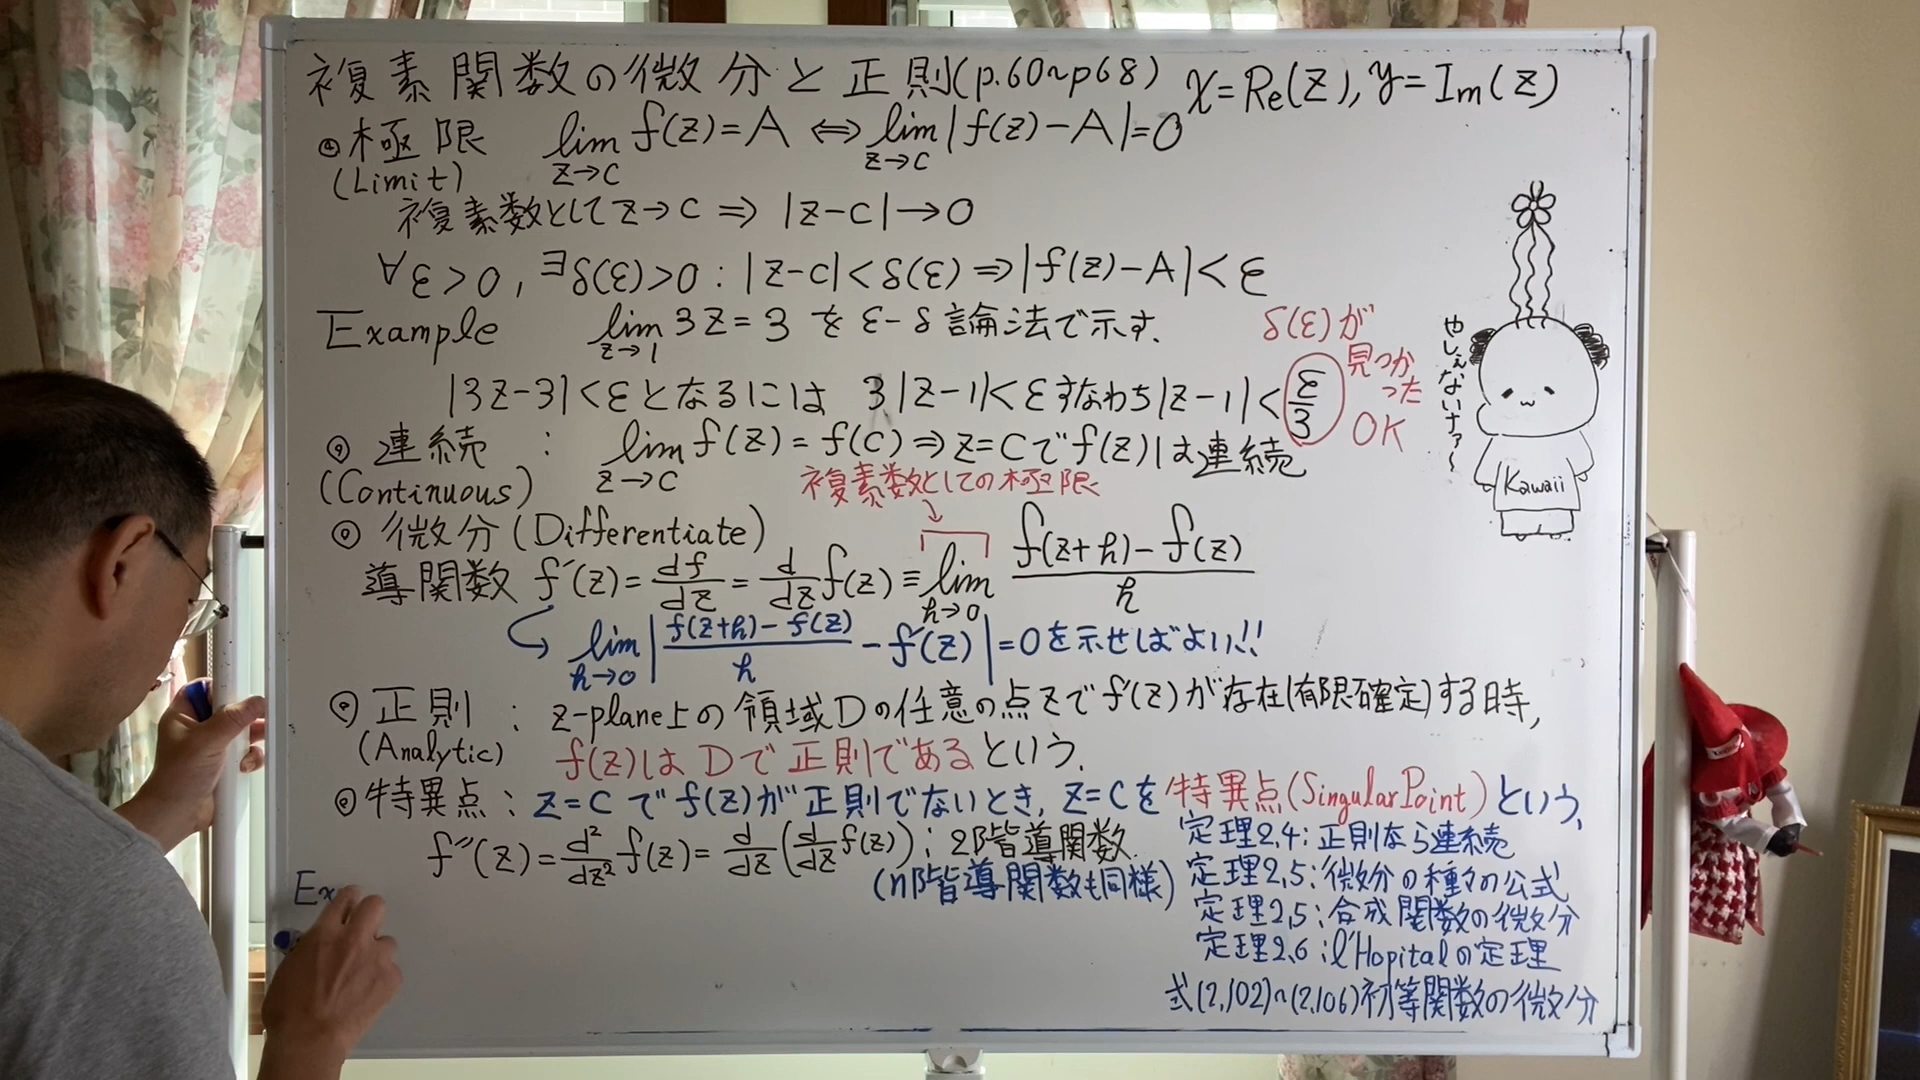 複素関数の微分と正則(p.60~p68) x=Re(z), y=Im(z)
◎極限 lim f(z)=A ⇔ lim |f(z)-A|=0
z→c z→c
(Limit)
複素数として z→c ⇒ |z-c|→0
∀ε>0, ∃δ(ε)>0 : |z-c|<δ(ε) ⇒ |f(z)-A|<ε
Example lim 3z=3 を ε-δ 論法で示す.
z→1
|3z-3|<εとなるには 3|z-1|<εすなわち|z-1|<ε/3
δ(ε)が
見つか
った
OK
◎ 連続 : lim f(z)=f(c) ⇒ z=cでf(z)は連続
(Continuous) z→c
複素数としての極限
◎ 微分(Differentiate)
導関数 f'(z)=df/dz=d/dz f(z)≡lim (f(z+h)-f(z))/h
h→0
lim |(f(z+h)-f(z))/h - f'(z)|=0を示せばよい!!
h→0
◎ 正則 : z-plane上の領域Dの任意の点zでf'(z)が存在(有限確定)する時,
(Analytic) f(z)はDで正則であるという.
◎特異点: z=cでf(z)が正則でないとき, z=cを特異点(Singular Point)という.
f''(z)=d²/dz² f(z)=d/dz(d/dz f(z)); 2階導関数.
(n階導関数も同様)
Ex
定理2,4:正則なら連続
定理2,5:微分の種々の公式
定理2,5:合成関数の微分
定理2,6:l'Hopitalの定理
式(2,102)~(2,106)初等関数の微分
やしぇないナァ〜
Kawaii